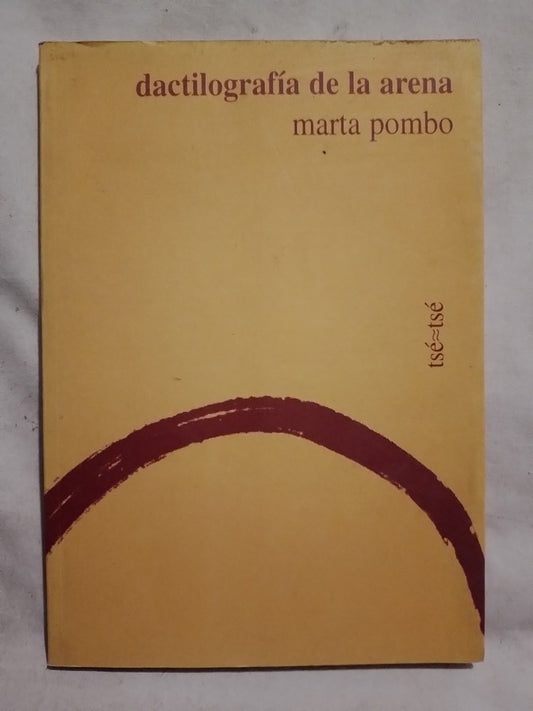 dactilografía de la arena
marta pombo
tsé≈tsé